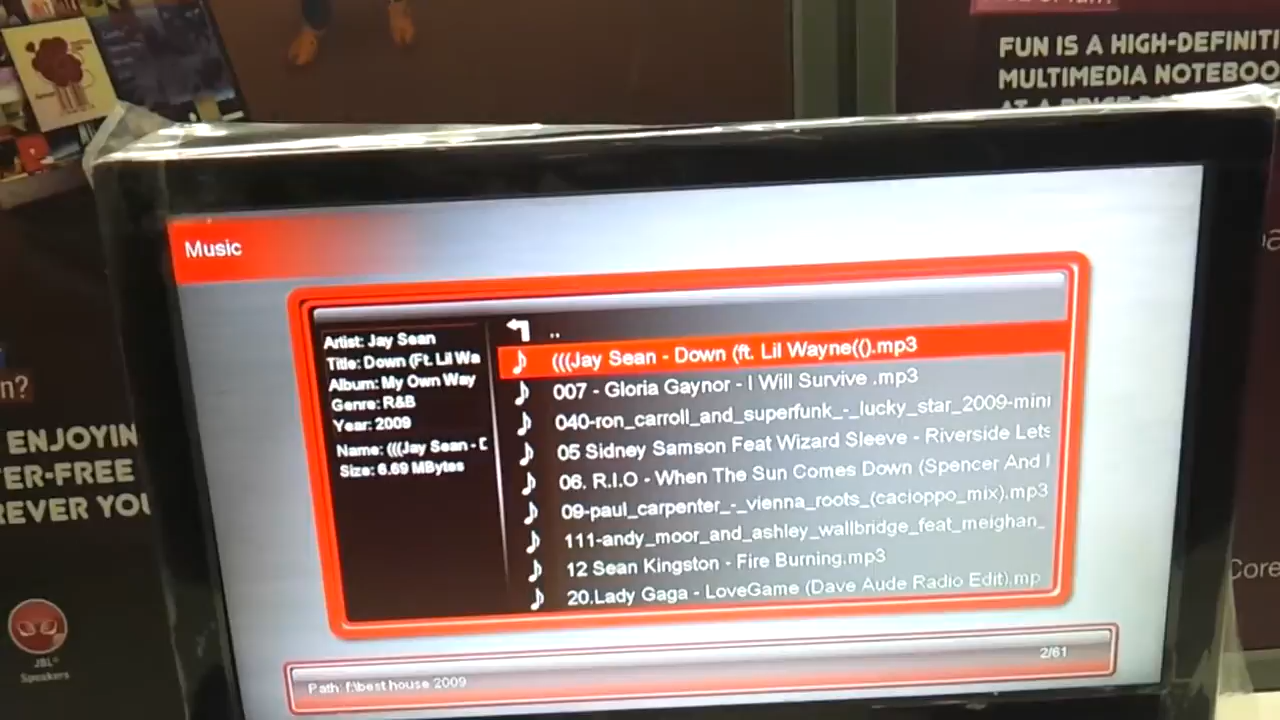 FUN IS A HIGH-DEFINITI
MULTIMEDIA NOTEBOO
Music
Artist: Jay Sean
Title: Down (Ft. Lil Wa
Album: My Own Way
Genre: R&B
Year: 2009
Name: (((Jay Sean - D
Size: 6.69 MBytes
..
(((Jay Sean - Down (ft. Lil Wayne(().mp3
007 - Gloria Gaynor - I Will Survive .mp3
040-ron_carroll_and_superfunk_-_lucky_star_2009-mini
05 Sidney Samson Feat Wizard Sleeve - Riverside Lets
06. R.I.O - When The Sun Comes Down (Spencer And
09-paul_carpenter_-_vienna_roots_(cacioppo_mix).mp3
111-andy_moor_and_ashley_wallbridge_feat_meighan_
12 Sean Kingston - Fire Burning.mp3
20.Lady Gaga - LoveGame (Dave Aude Radio Edit).mp
2/61
Path: f:\best house 2009
n?
ENJOYIN
ER-FREE
REVER YOU
JBL®
Speakers
Core